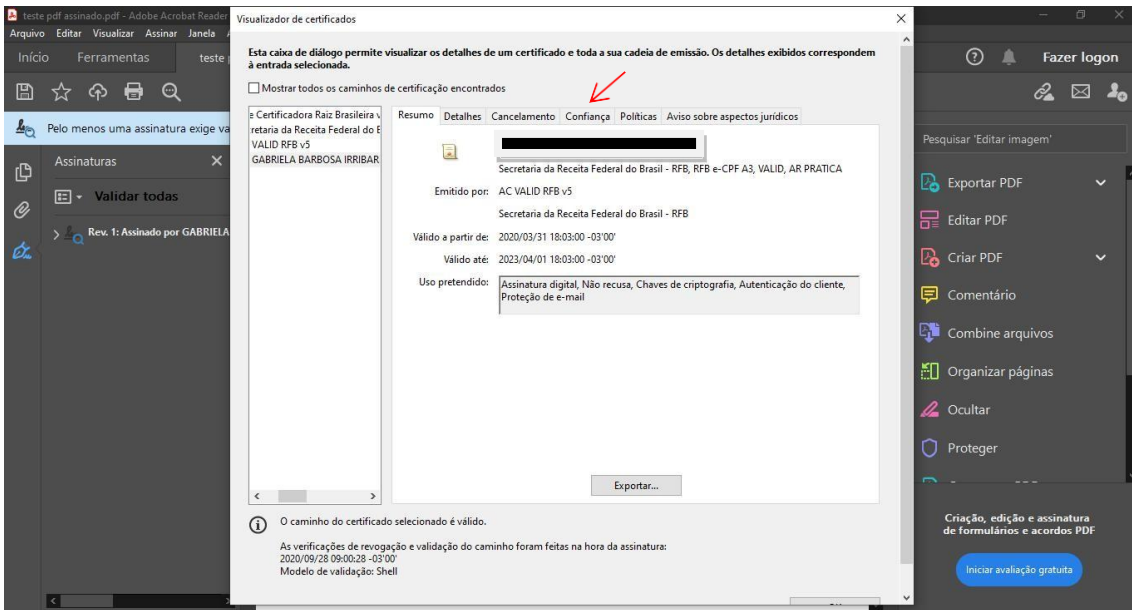 teste pdf assinado.pdf - Adobe Acrobat Reader
Arquivo Editar Visualizar Assinar Janela
Início Ferramentas teste
Fazer logon
Pelo menos uma assinatura exige va
Assinaturas
Validar todas
Rev. 1: Assinado por GABRIELA
Visualizador de certificados
Esta caixa de diálogo permite visualizar os detalhes de um certificado e toda a sua cadeia de emissão. Os detalhes exibidos correspondem
à entrada selecionada.
Mostrar todos os caminhos de certificação encontrados
e Certificadora Raiz Brasileira v
retaria da Receita Federal do B
VALID RFB v5
GABRIELA BARBOSA IRRIBAR
Resumo Detalhes Cancelamento Confiança Políticas Aviso sobre aspectos jurídicos
Secretaria da Receita Federal do Brasil - RFB, RFB e-CPF A3, VALID, AR PRATICA
Emitido por: AC VALID RFB v5
Secretaria da Receita Federal do Brasil - RFB
Válido a partir de: 2020/03/31 18:03:00 -03'00'
Válido até: 2023/04/01 18:03:00 -03'00'
Uso pretendido: Assinatura digital, Não recusa, Chaves de criptografia, Autenticação do cliente,
Proteção de e-mail
Exportar...
O caminho do certificado selecionado é válido.
As verificações de revogação e validação do caminho foram feitas na hora da assinatura:
2020/09/28 09:00:28 -03'00'
Modelo de validação: Shell
Pesquisar 'Editar imagem'
Exportar PDF
Editar PDF
Criar PDF
Comentário
Combine arquivos
Organizar páginas
Ocultar
Proteger
Criação, edição e assinatura
de formulários e acordos PDF
Iniciar avaliação gratuita